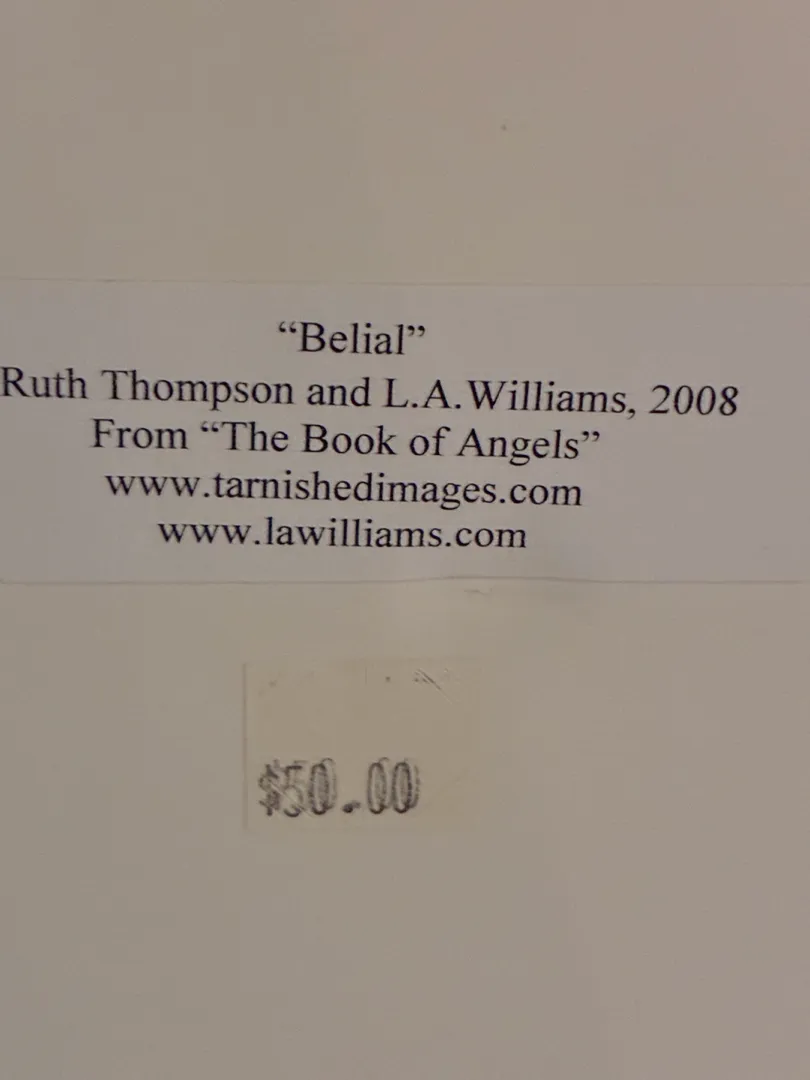 “Belial”
Ruth Thompson and L.A.Williams, 2008
From “The Book of Angels”
www.tarnishedimages.com
www.lawilliams.com
$50.00